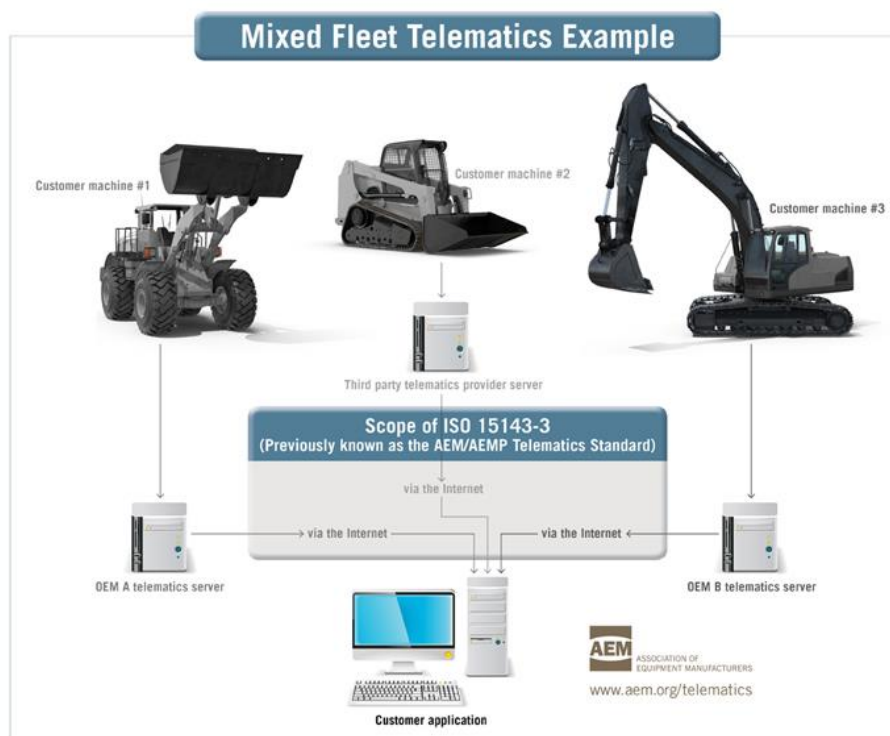 Mixed Fleet Telematics Example
Customer machine #1
Customer machine #2
Customer machine #3
Third party telematics provider server
Scope of ISO 15143-3
(Previously known as the AEM/AEMP Telematics Standard)
via the Internet
via the Internet
via the Internet
OEM A telematics server
OEM B telematics server
Customer application
AEM
ASSOCIATION OF
EQUIPMENT MANUFACTURERS
www.aem.org/telematics